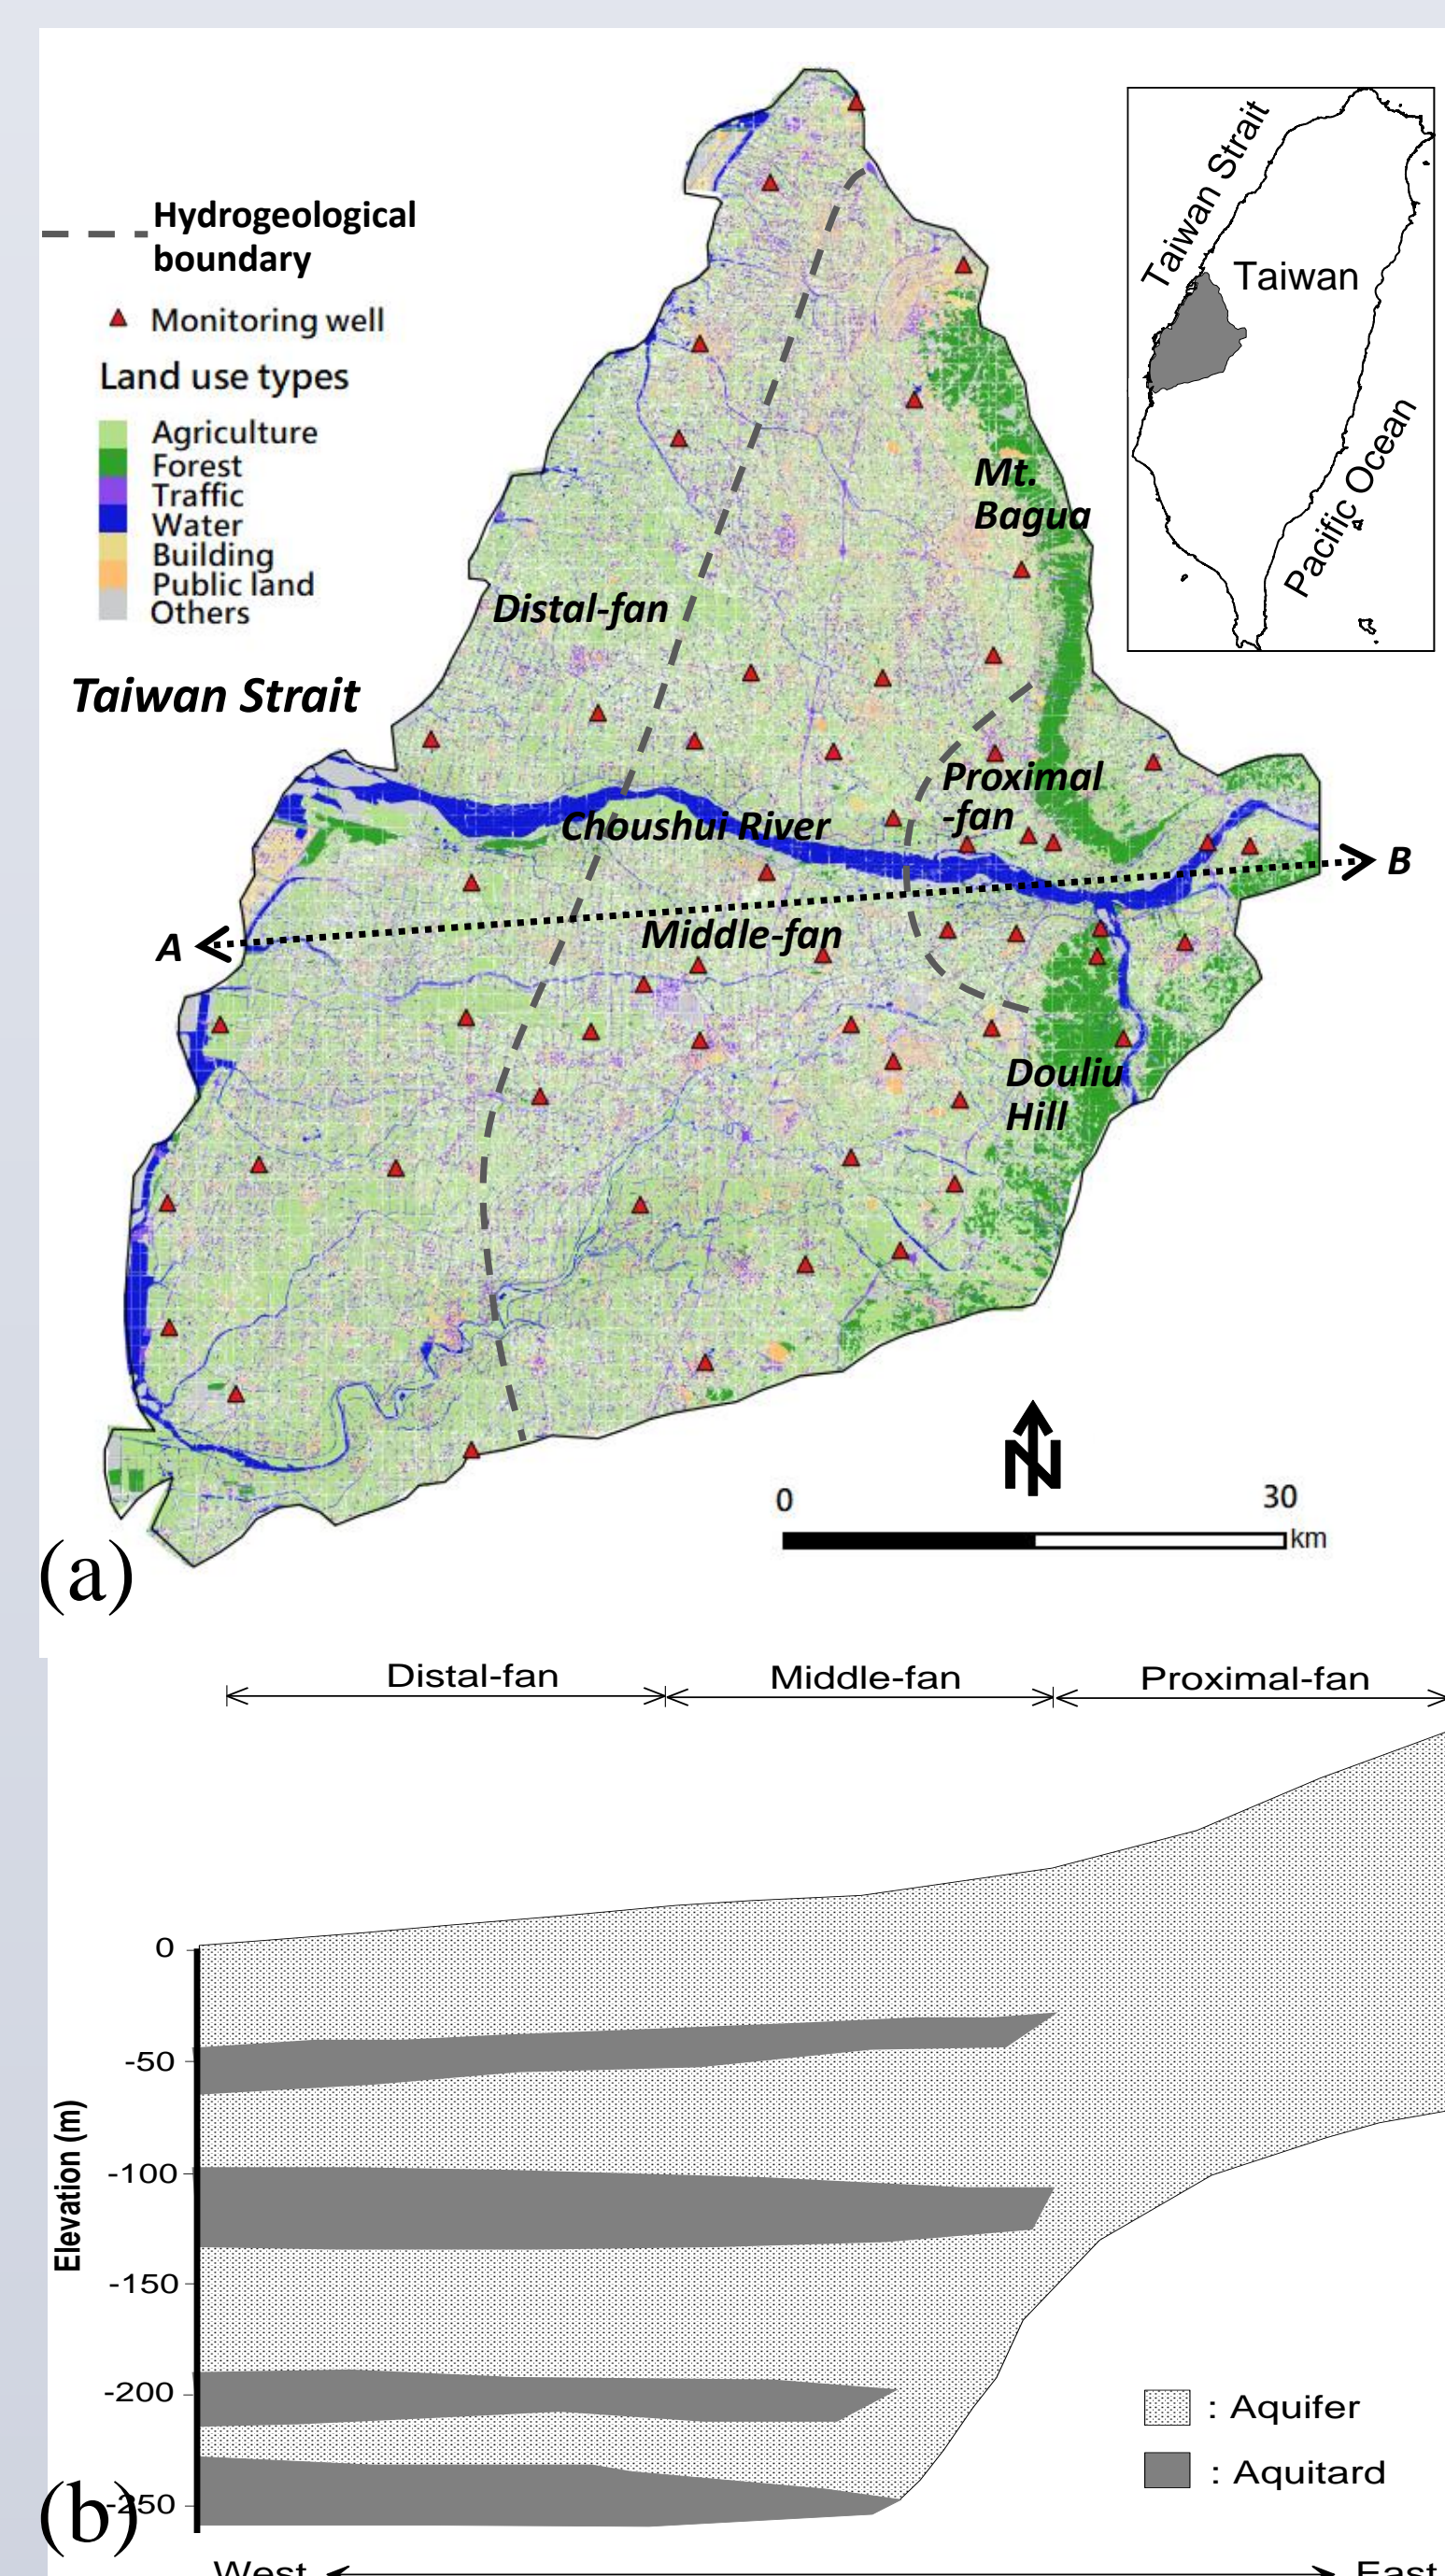 Hydrogeological
boundary
Monitoring well
Land use types
Agriculture
Forest
Traffic
Water
Building
Public land
Others
Taiwan Strait
Taiwan
Pacific Ocean
Mt.
Bagua
Distal-fan
Taiwan Strait
Proximal
-fan
Choushui River
B
A
Middle-fan
Douliu
Hill
N
0 30
km
(a)
Distal-fan Middle-fan Proximal-fan
0
-50
-100
-150
-200
-250
Elevation (m)
: Aquifer
: Aquitard
(b)
West East